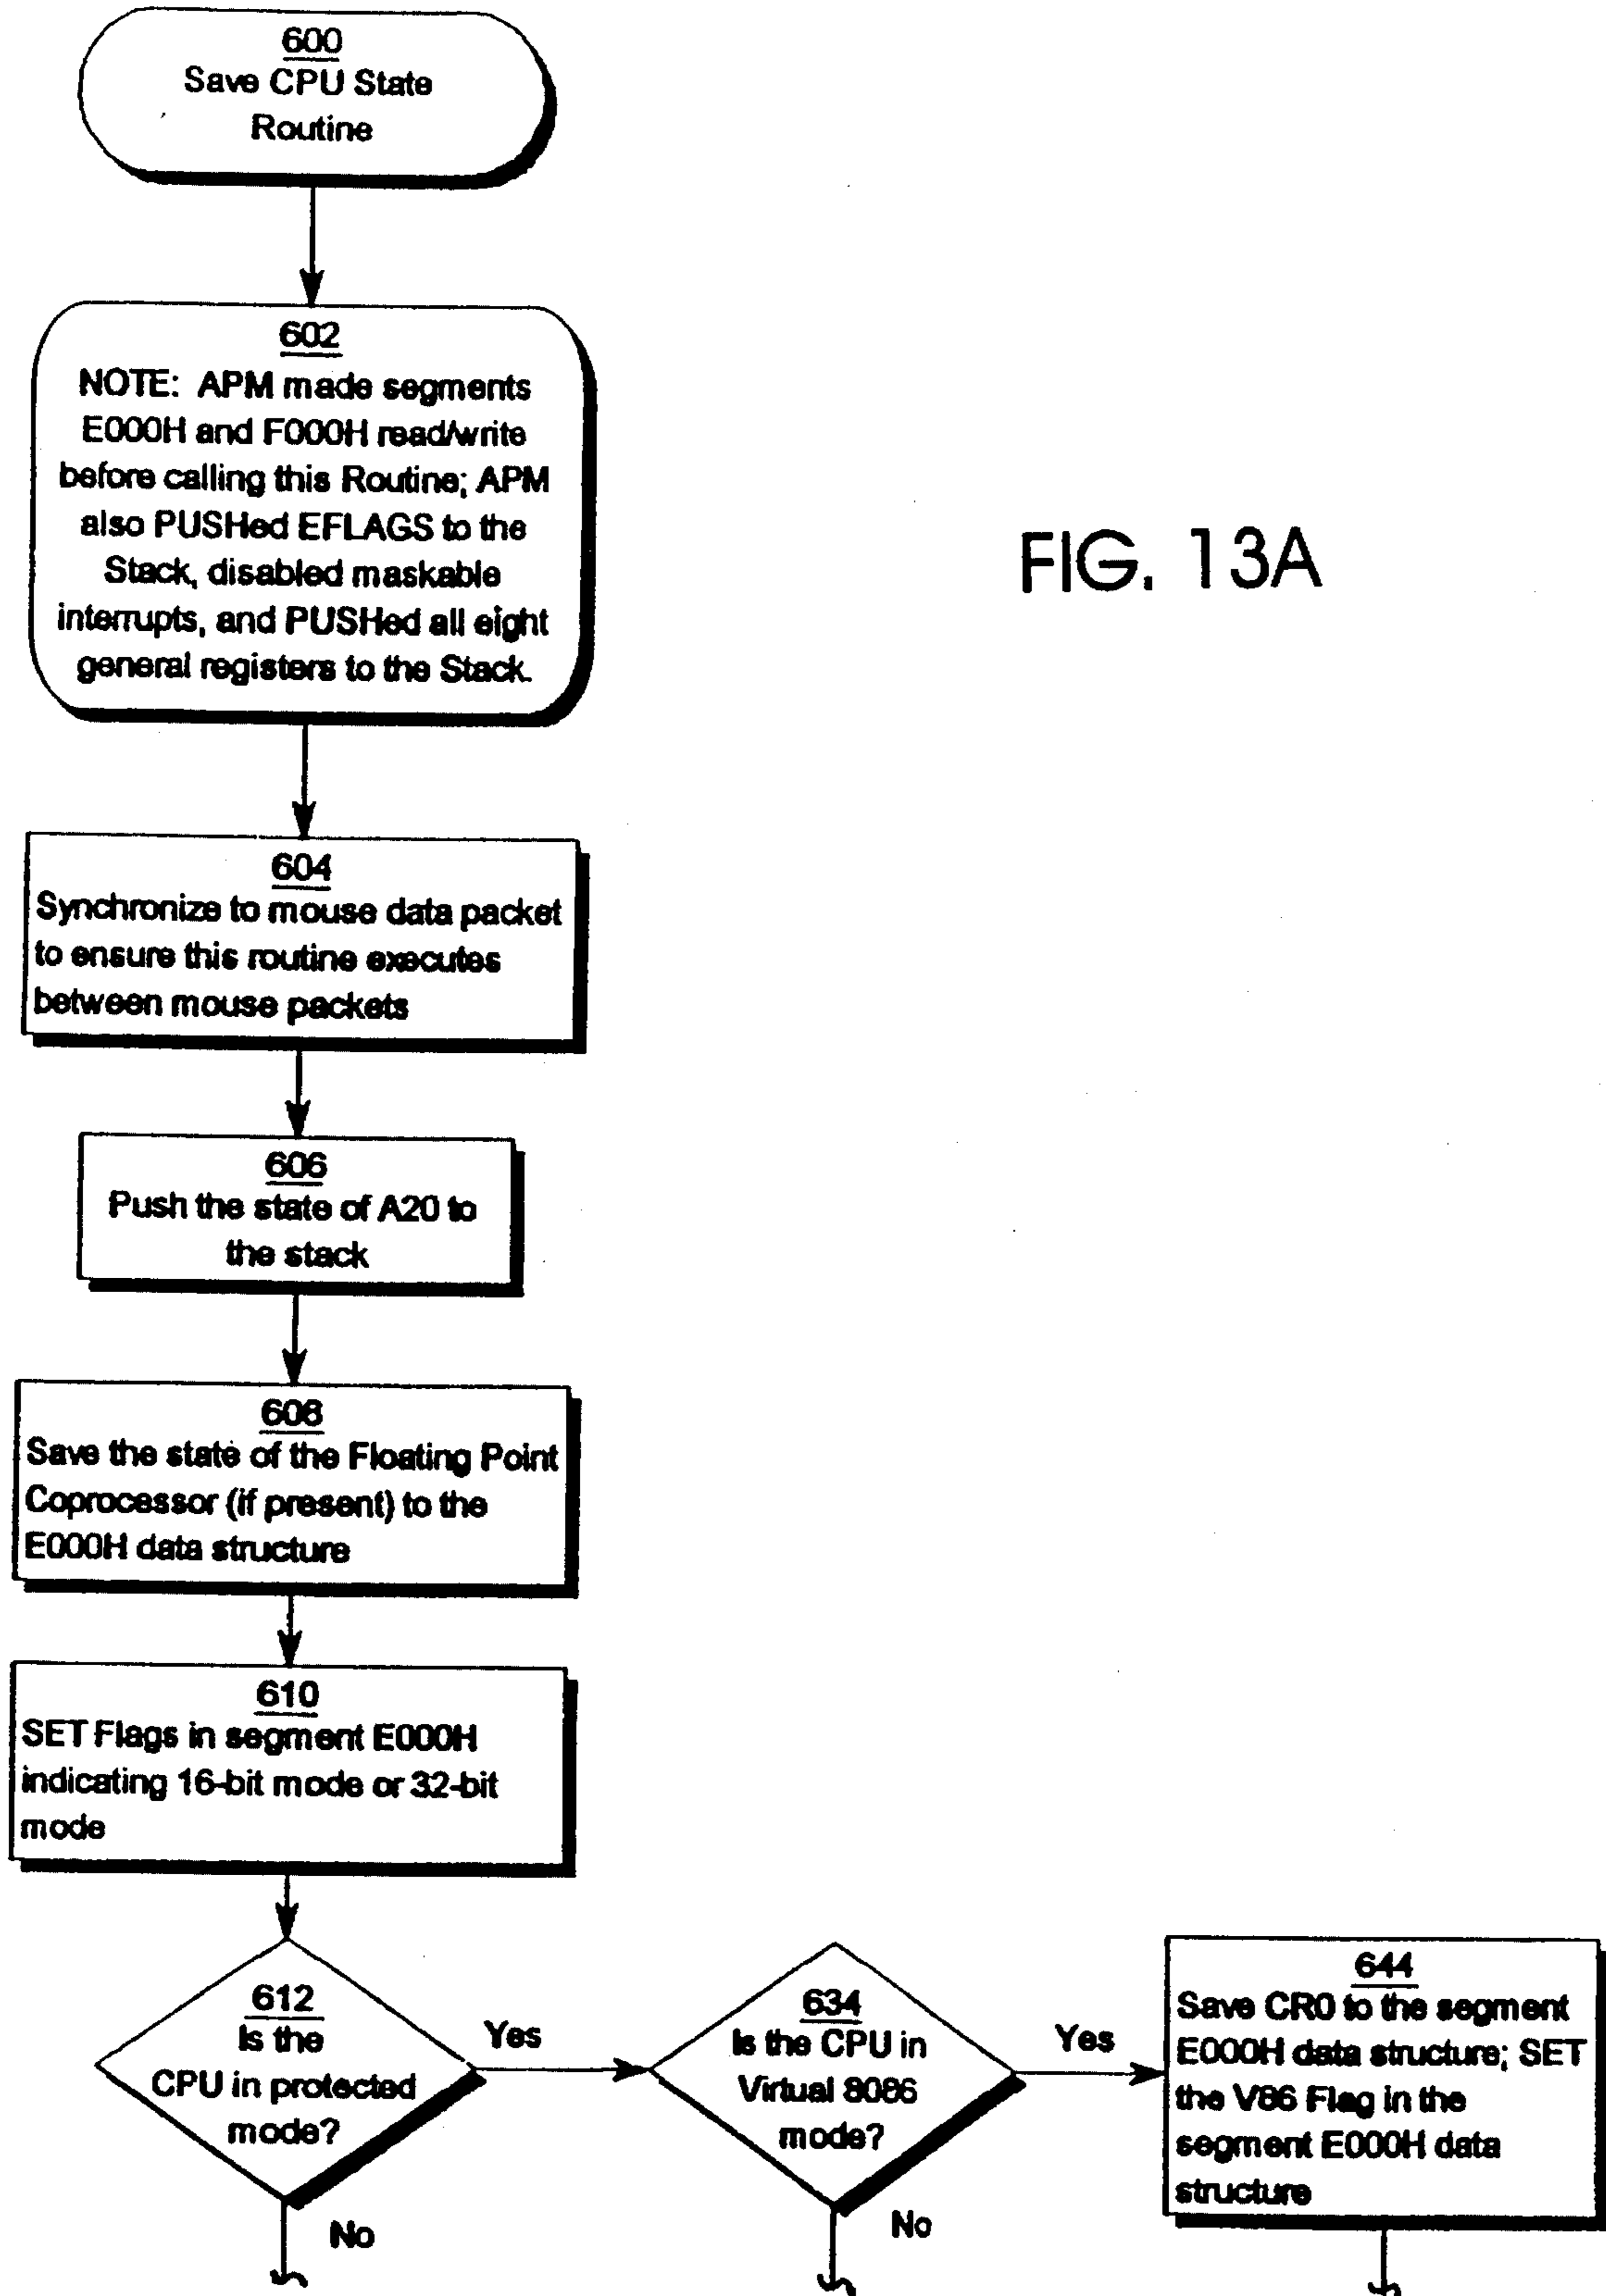 600
Save CPU State
Routine
602
NOTE: APM made segments
E000H and F000H read/write
before calling this Routine; APM
also PUSHed EFLAGS to the
Stack, disabled maskable
interrupts, and PUSHed all eight
general registers to the Stack.
FIG. 13A
604
Synchronize to mouse data packet
to ensure this routine executes
between mouse packets
606
Push the state of A20 to
the stack
608
Save the state of the Floating Point
Coprocessor (if present) to the
E000H data structure
610
SET Flags in segment E000H
indicating 16-bit mode or 32-bit
mode
612
Is the
CPU in protected
mode?
Yes
No
634
Is the CPU in
Virtual 8086
mode?
Yes
No
644
Save CR0 to the segment
E000H data structure; SET
the V86 Flag in the
segment E000H data
structure